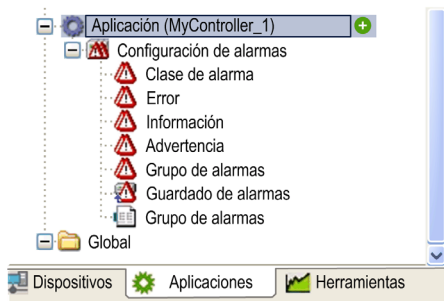 Aplicación (MyController_1)
Configuración de alarmas
Clase de alarma
Error
Información
Advertencia
Grupo de alarmas
Guardado de alarmas
Grupo de alarmas
Global
Dispositivos Aplicaciones Herramientas